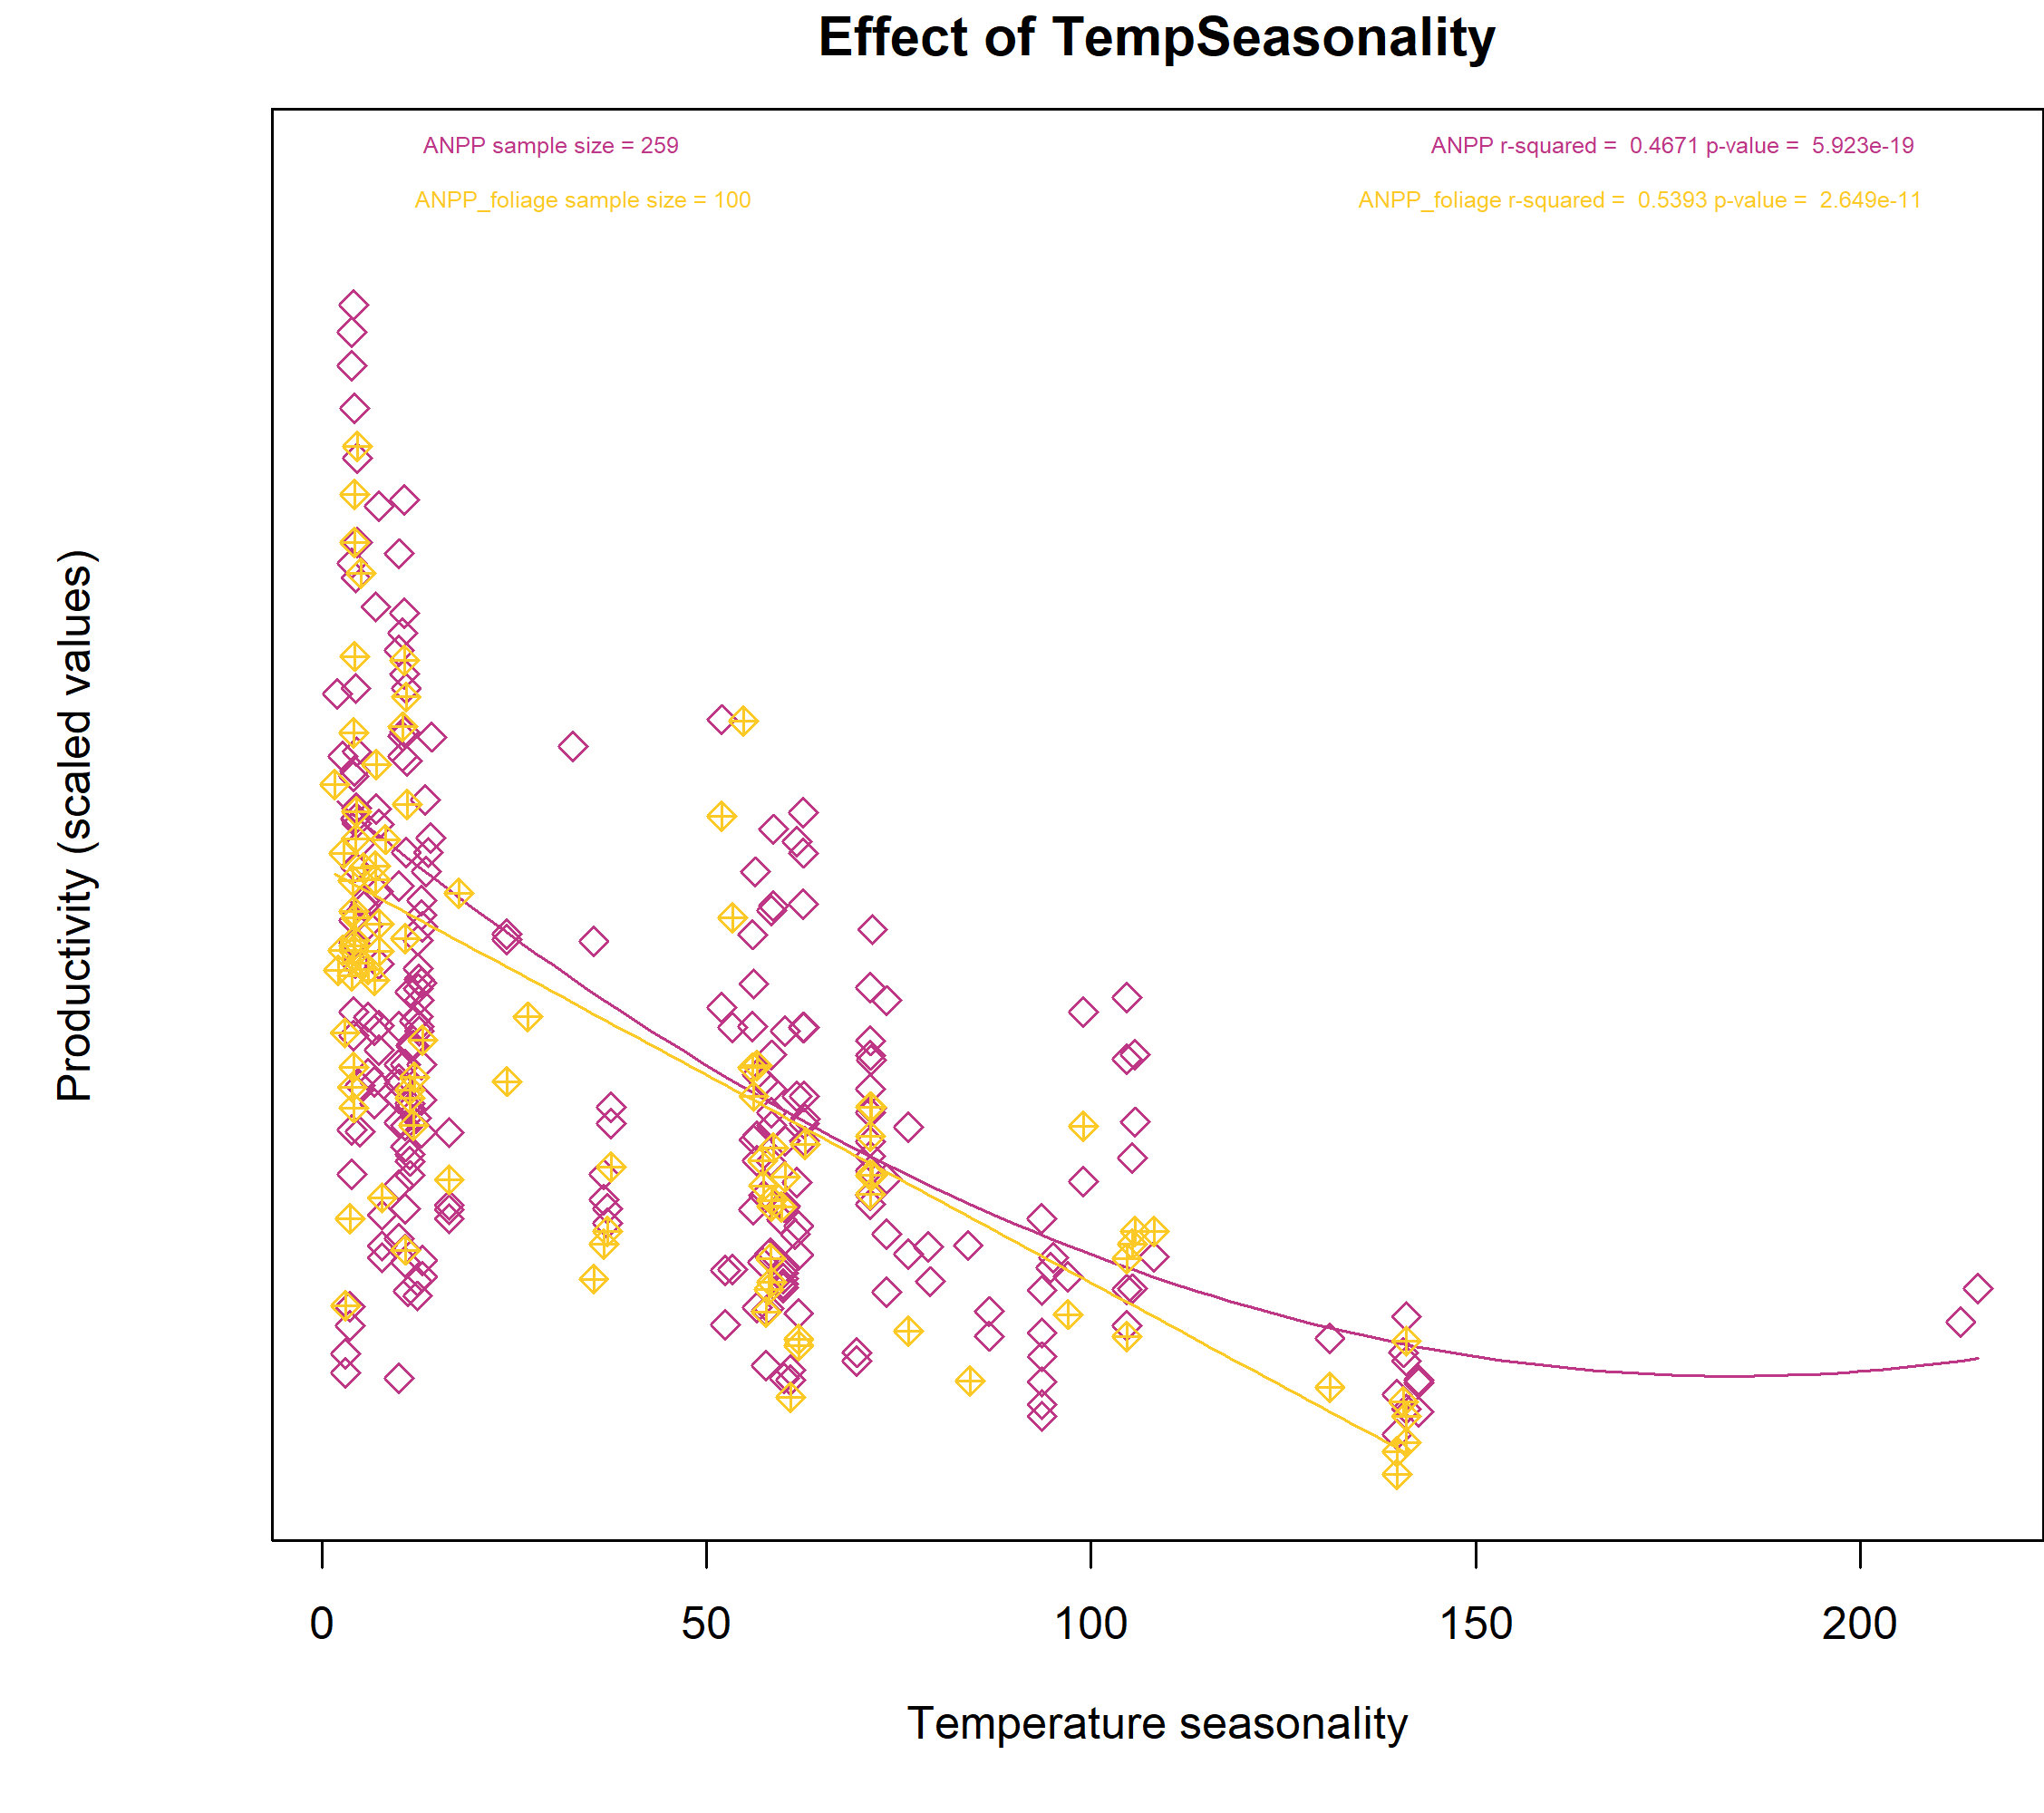 Effect of TempSeasonality
ANPP sample size = 259
ANPP r-squared = 0.4671 p-value = 5.923e-19
ANPP_foliage sample size = 100
ANPP_foliage r-squared = 0.5393 p-value = 2.649e-11
Productivity (scaled values)
0 50 100 150 200
Temperature seasonality